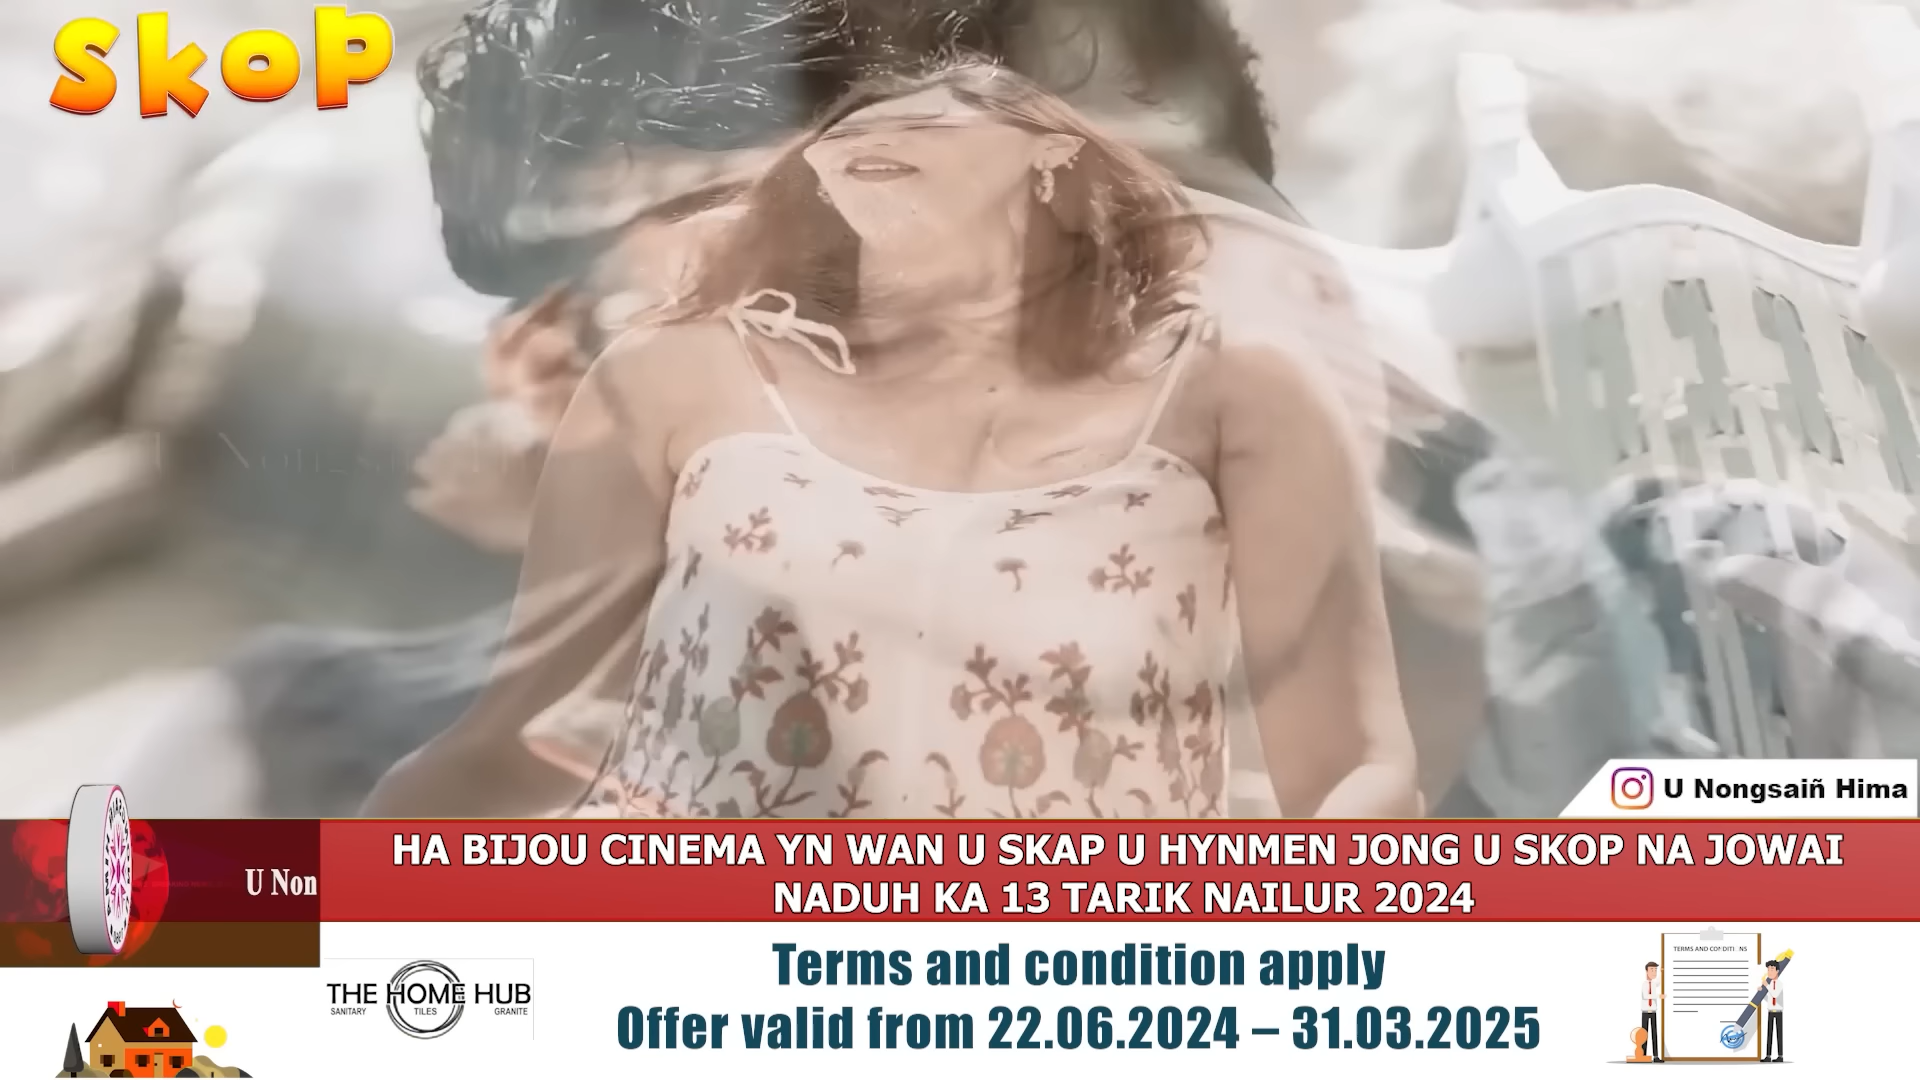 Skop
U Nongsaiñ Hima
HA BIJOU CINEMA YN WAN U SKAP U HYNMEN JONG U SKOP NA JOWAI
NADUH KA 13 TARIK NAILUR 2024
U Non
THE HOME HUB
SANITARY TILES GRANITE
Terms and condition apply
Offer valid from 22.06.2024 – 31.03.2025